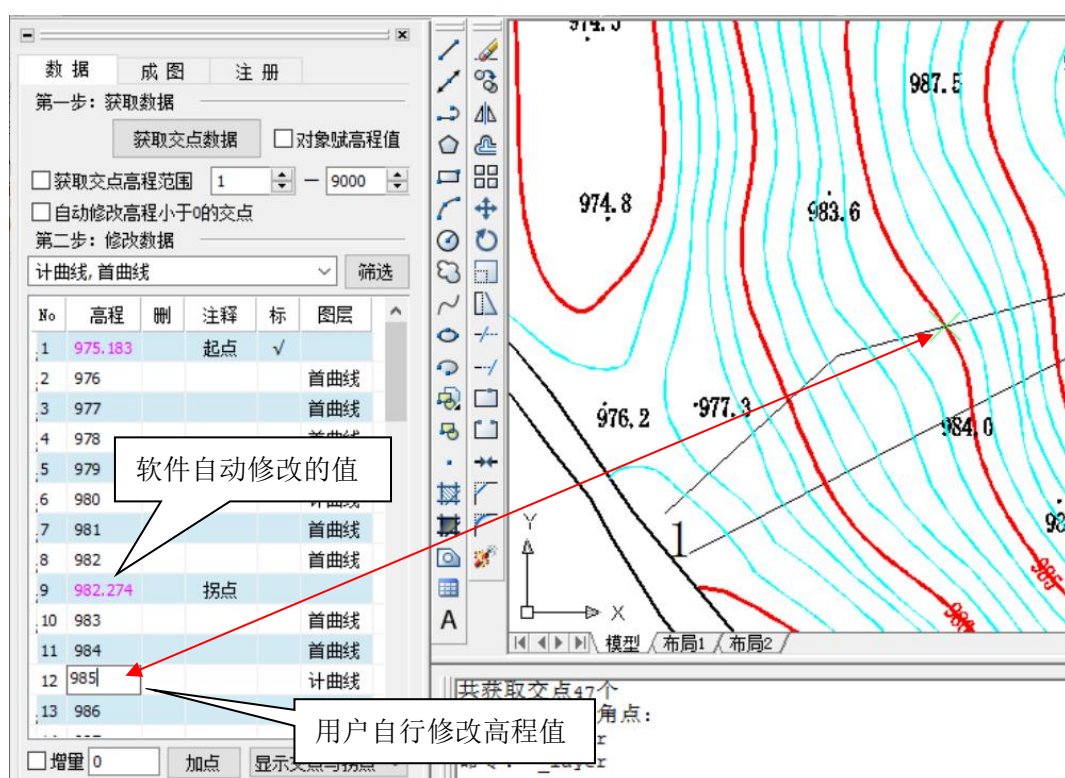 数 据 成 图 注 册
第一步: 获取数据
获取交点数据 对象赋高程值
获取交点高程范围 1 — 9000
自动修改高程小于0的交点
第二步: 修改数据
计曲线, 首曲线 筛选
No 高程 删 注释 标 图层
1 975.183 起点 √
2 976 首曲线
3 977 首曲线
4 978
5 979
6 980
7 981 首曲线
8 982 首曲线
9 982.274 拐点
10 983 首曲线
11 984 首曲线
12 985 计曲线
13 986
增量 0 加点
软件自动修改的值
用户自行修改高程值
987.5
974.8
983.6
976.2
977.3
984.0
1
985
Y
X
A
模型 布局1 布局2
共获取交点47个
角点:
_layer